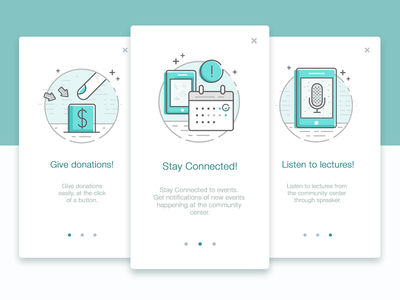 Give donations!
Give donations
easily, at the click
of a button.
$
Stay Connected!
Stay Connected to events.
Get notifications of new events
happening at the community
center.
!
Listen to lectures!
Listen to lectures from
the community center
through spreaker.